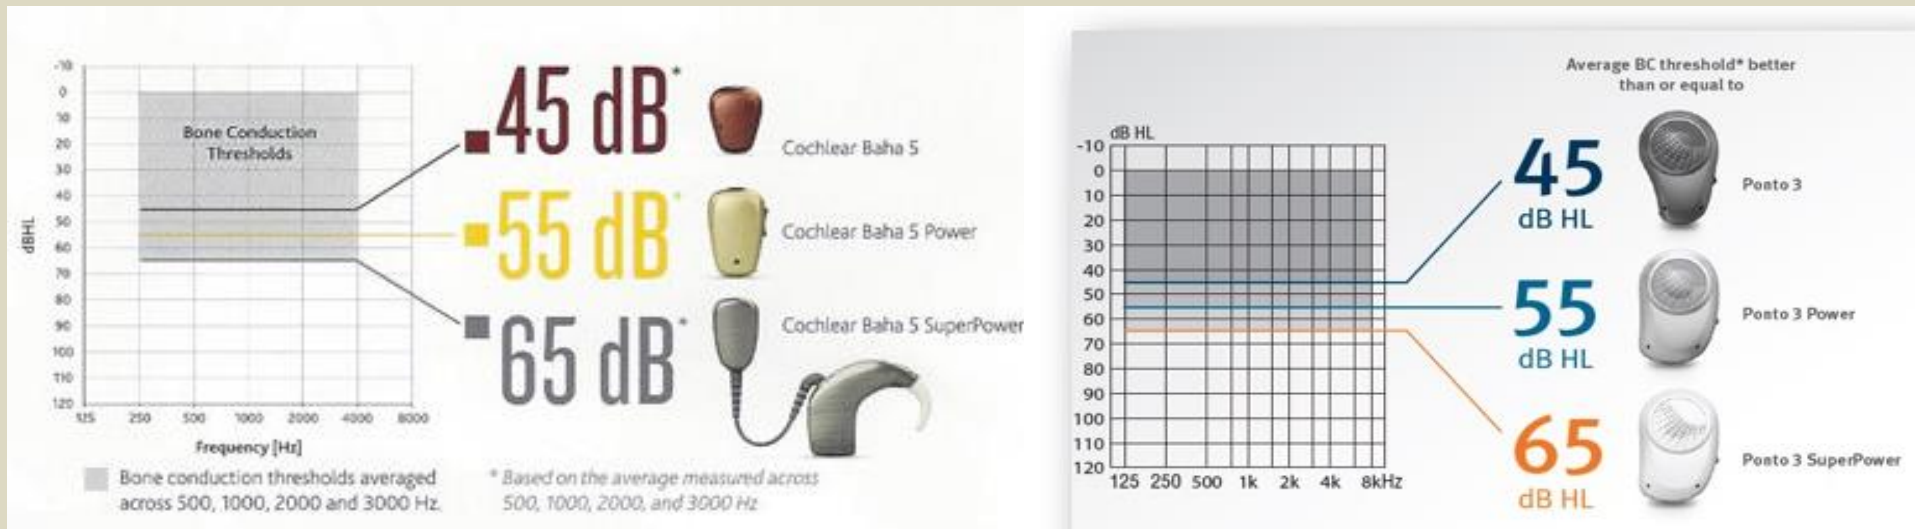 -10
0
10
20
30
40
50
60
70
80
90
100
110
120
dBHL
Bone Conduction
Thresholds
125 250 500 1000 2000 4000 8000
Frequency [Hz]
Bone conduction thresholds averaged
across 500, 1000, 2000 and 3000 Hz.
45 dB*
Cochlear Baha 5
55 dB*
Cochlear Baha 5 Power
65 dB*
Cochlear Baha 5 SuperPower
* Based on the average measured across
500, 1000, 2000, and 3000 Hz
Average BC threshold* better
than or equal to
dB HL
-10
0
10
20
30
40
50
60
70
80
90
100
110
120
125 250 500 1k 2k 4k 8kHz
45
dB HL
Ponto 3
55
dB HL
Ponto 3 Power
65
dB HL
Ponto 3 SuperPower